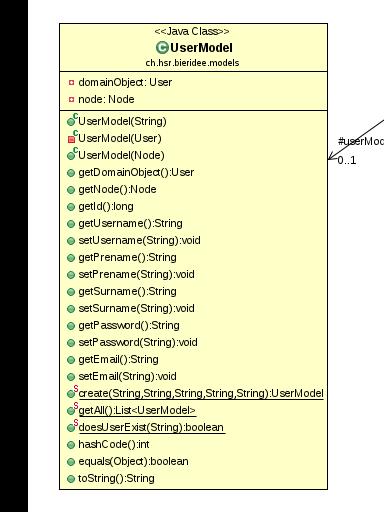 <<Java Class>>
UserModel
ch.hsr.bieridee.models
domainObject: User
node: Node
UserModel(String)
UserModel(User)
UserModel(Node)
getDomainObject():User
getNode():Node
getId():long
getUsername():String
setUsername(String):void
getPrename():String
setPrename(String):void
getSurname():String
setSurname(String):void
getPassword():String
setPassword(String):void
getEmail():String
setEmail(String):void
create(String,String,String,String,String):UserModel
getAll():List<UserModel>
doesUserExist(String):boolean
hashCode():int
equals(Object):boolean
toString():String
#userMod
0..1